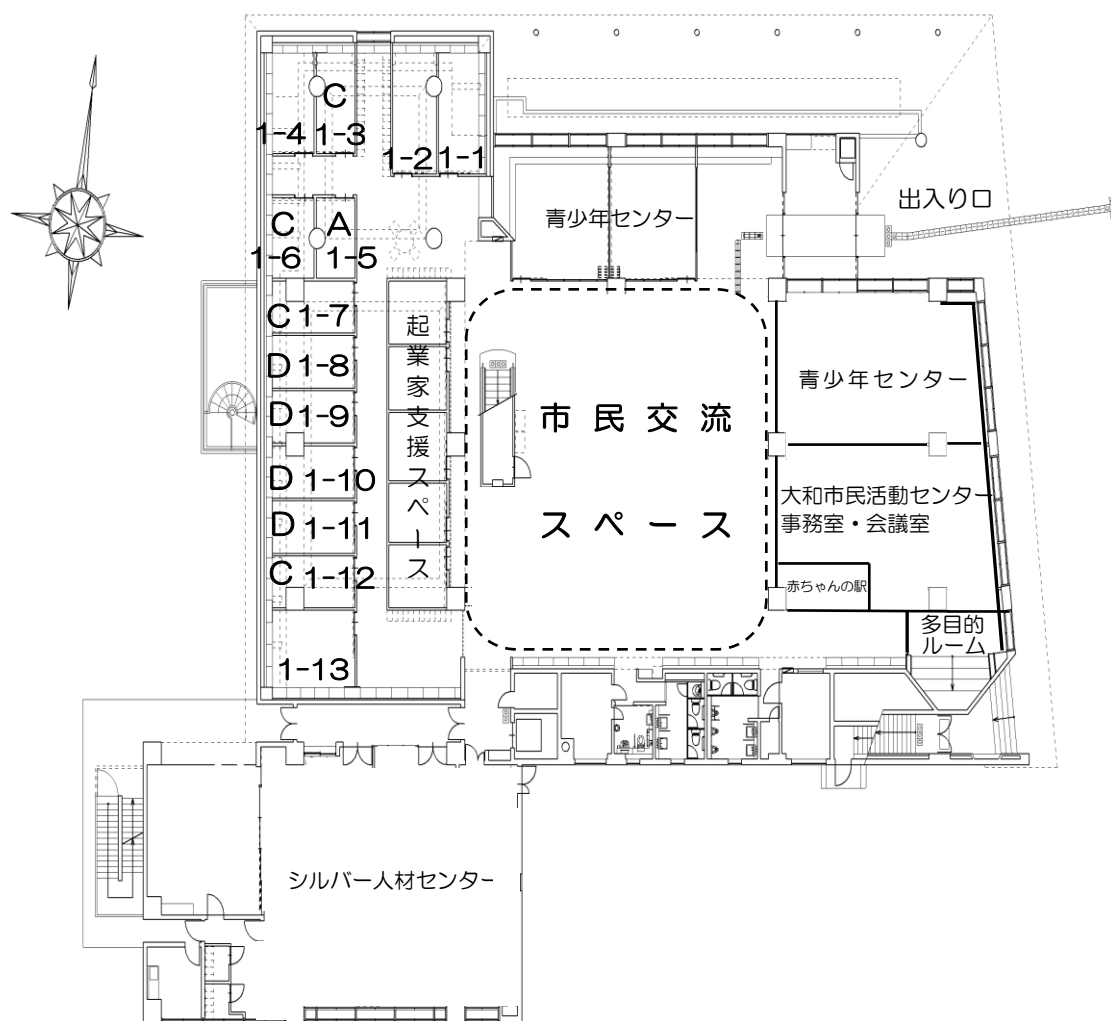 C
1-4 1-3
1-2 1-1
青少年センター
出入り口
C A
1-6 1-5
C 1-7
D 1-8
D 1-9
D 1-10
D 1-11
C 1-12
1-13
起業家支援スペース
市民交流
スペース
青少年センター
大和市民活動センター
事務室・会議室
赤ちゃんの駅
多目的
ルーム
シルバー人材センター